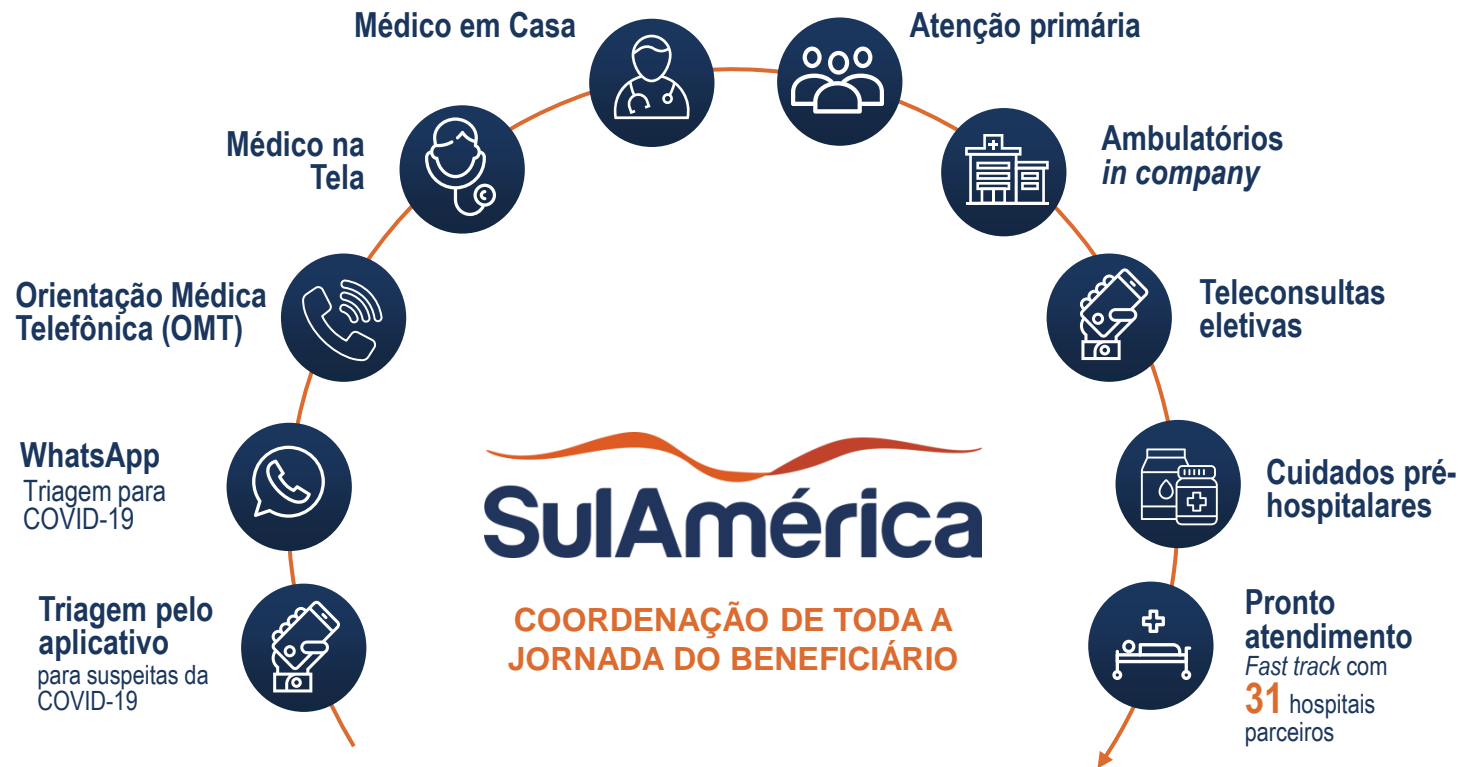 Triagem pelo
aplicativo
para suspeitas da
COVID-19
WhatsApp
Triagem para
COVID-19
Orientação Médica
Telefônica (OMT)
Médico na
Tela
Médico em Casa
Atenção primária
Ambulatórios
in company
Teleconsultas
eletivas
Cuidados pré-
hospitalares
Pronto
atendimento
Fast track com
31 hospitais
parceiros
SulAmérica
COORDENAÇÃO DE TODA A
JORNADA DO BENEFICIÁRIO